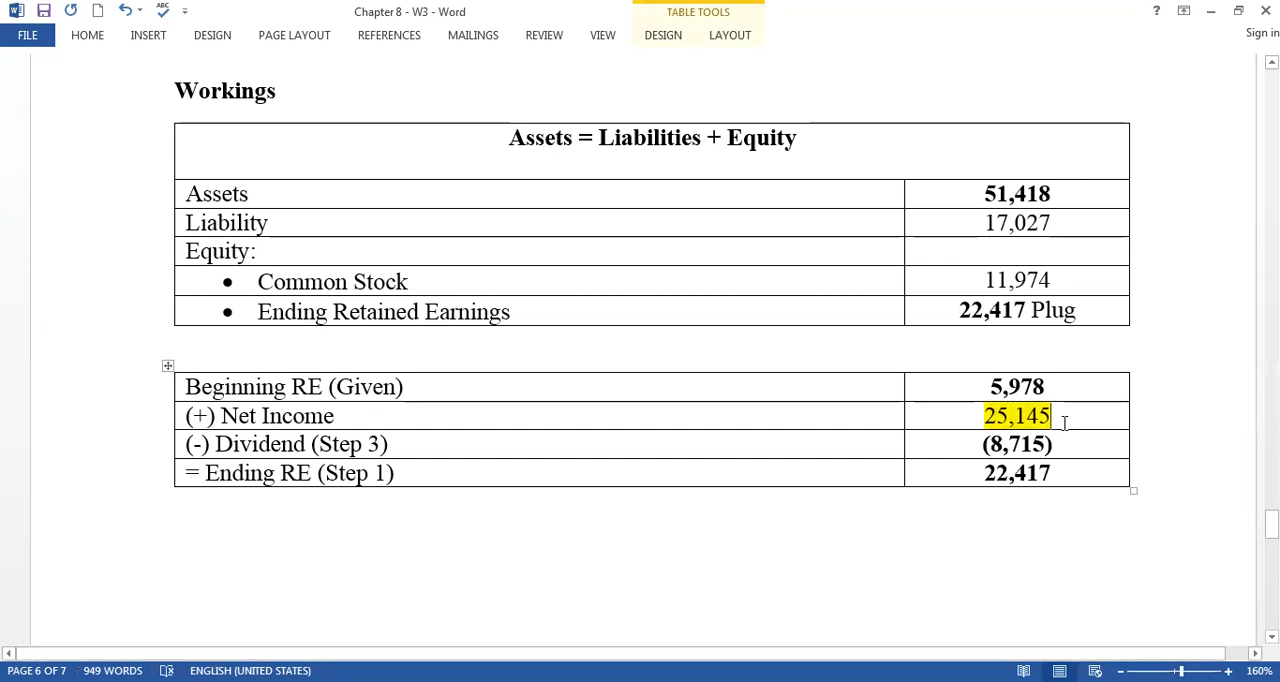 Chapter 8 - W3 - Word
TABLE TOOLS
?
FILE HOME INSERT DESIGN PAGE LAYOUT REFERENCES MAILINGS REVIEW VIEW DESIGN LAYOUT Sign in
Workings
Assets = Liabilities + Equity
Assets 51,418
Liability 17,027
Equity:
• Common Stock 11,974
• Ending Retained Earnings 22,417 Plug
Beginning RE (Given) 5,978
(+) Net Income 25,145
(-) Dividend (Step 3) (8,715)
= Ending RE (Step 1) 22,417
PAGE 6 OF 7 949 WORDS ENGLISH (UNITED STATES) 160%